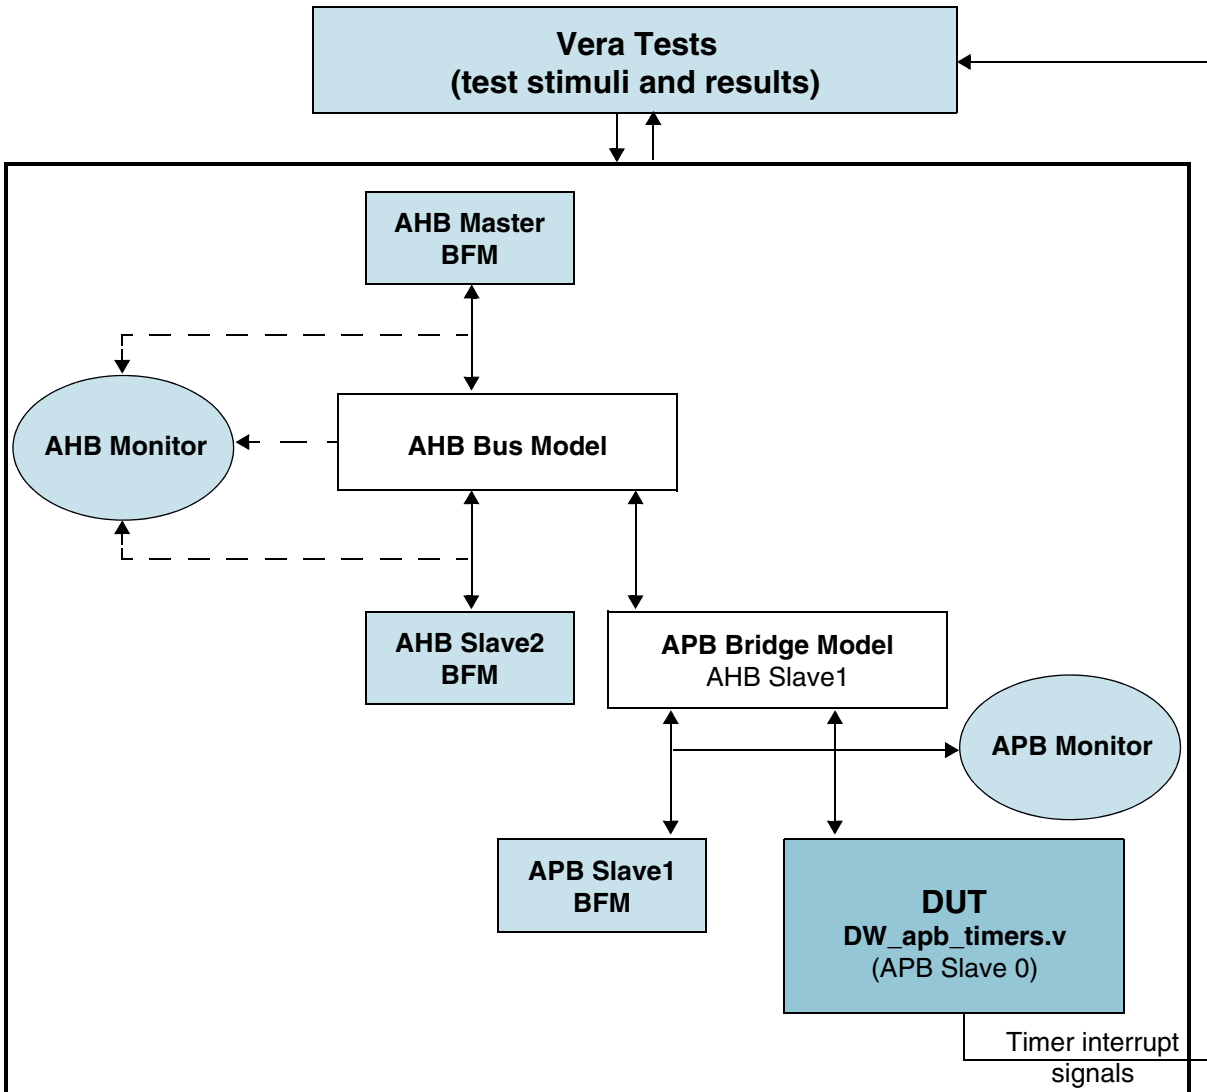 Vera Tests
(test stimuli and results)
AHB Master
BFM
AHB Monitor
AHB Bus Model
AHB Slave2
BFM
APB Bridge Model
AHB Slave1
APB Monitor
APB Slave1
BFM
DUT
DW_apb_timers.v
(APB Slave 0)
Timer interrupt
signals